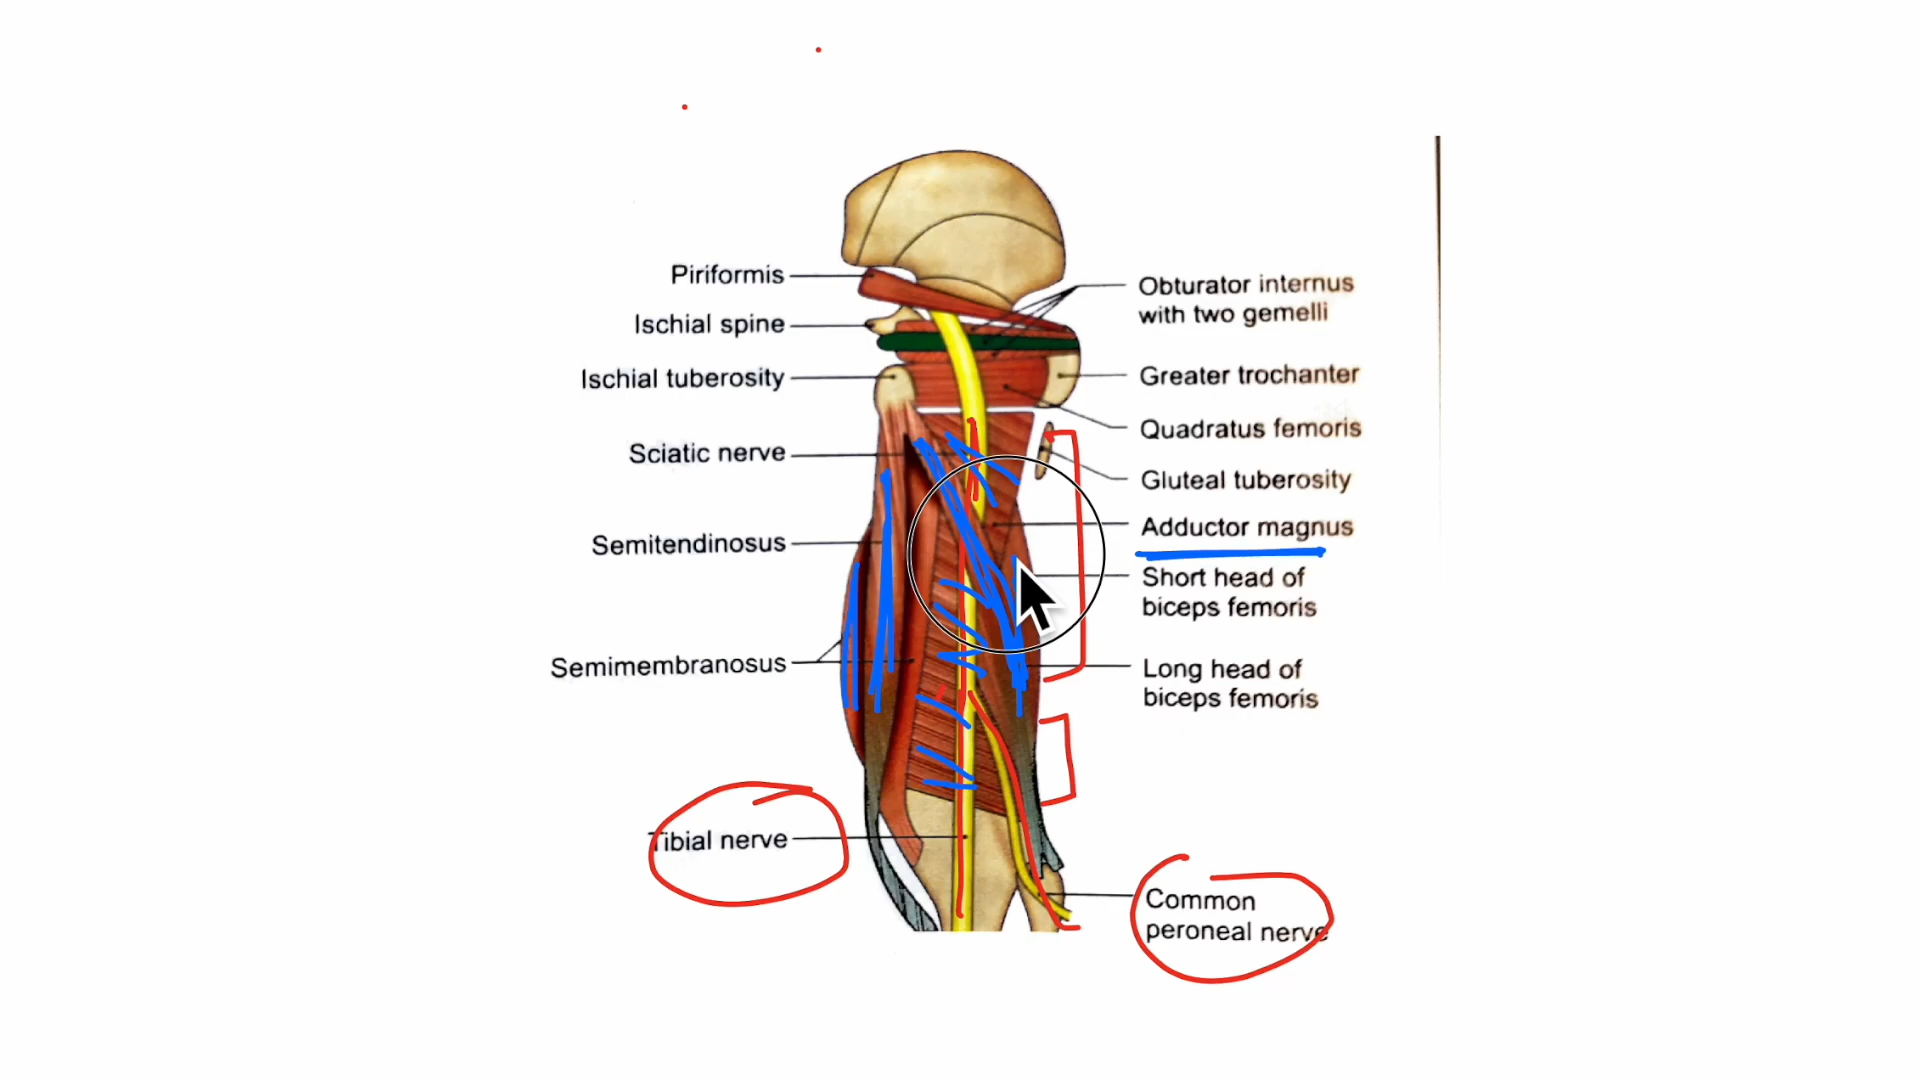 Piriformis
Ischial spine
Ischial tuberosity
Sciatic nerve
Semitendinosus
Semimembranosus
Tibial nerve
Obturator internus
with two gemelli
Greater trochanter
Quadratus femoris
Gluteal tuberosity
Adductor magnus
Short head of
biceps femoris
Long head of
biceps femoris
Common
peroneal nerve